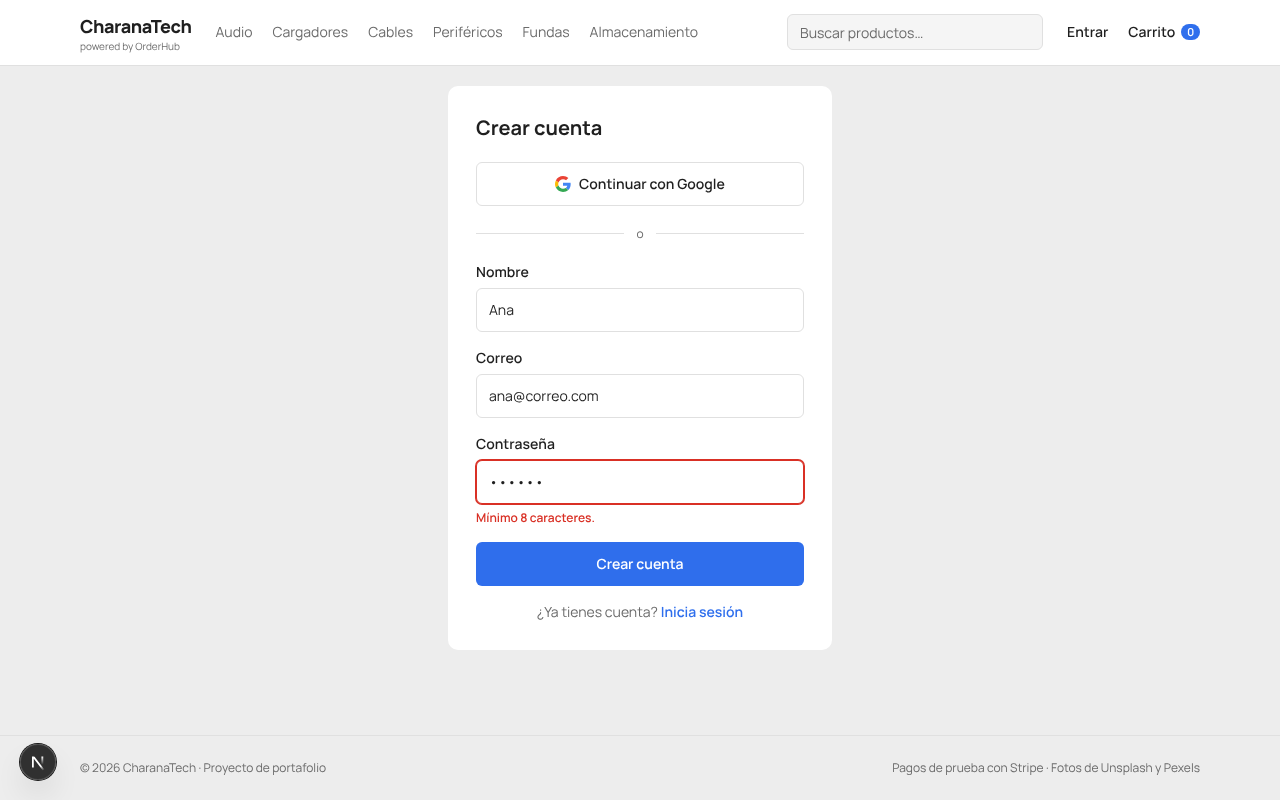 CharanaTech
powered by OrderHub
Audio Cargadores Cables Periféricos Fundas Almacenamiento
Buscar productos…
Entrar Carrito 0
Crear cuenta
Continuar con Google
o
Nombre
Ana
Correo
ana@correo.com
Contraseña
••••••
Mínimo 8 caracteres.
Crear cuenta
¿Ya tienes cuenta? Inicia sesión
N
© 2026 CharanaTech · Proyecto de portafolio
Pagos de prueba con Stripe · Fotos de Unsplash y Pexels